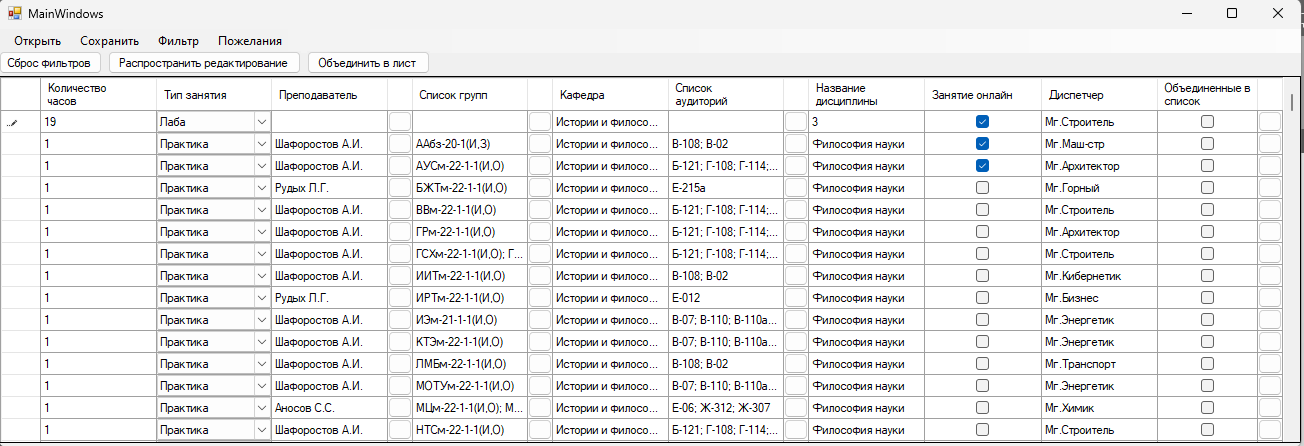 MainWindows
Открыть Сохранить Фильтр Пожелания
Сброс фильтров Распространить редактирование Объединить в лист
Количество часов Тип занятия Преподаватель Список групп Кафедра Список аудиторий Название дисциплины Занятие онлайн Диспетчер Объединенные в список
19 Лаба Истории и филосо... 3 Мг.Строитель
1 Практика Шафоростов А.И. ААбз-20-1(И,З) Истории и филосо... В-108; В-02 Философия науки Мг.Маш-стр
1 Практика Шафоростов А.И. АУСм-22-1-1(И,О) Истории и филосо... Б-121; Г-108; Г-114;... Философия науки Мг.Архитектор
1 Практика Рудых Л.Г. БЖТм-22-1-1(И,О) Истории и филосо... Е-215а Философия науки Мг.Горный
1 Практика Шафоростов А.И. ВВм-22-1-1(И,О) Истории и филосо... Б-121; Г-108; Г-114;... Философия науки Мг.Строитель
1 Практика Шафоростов А.И. ГРм-22-1-1(И,О) Истории и филосо... Б-121; Г-108; Г-114;... Философия науки Мг.Архитектор
1 Практика Шафоростов А.И. ГСХм-22-1-1(И,О); Г... Истории и филосо... Б-121; Г-108; Г-114;... Философия науки Мг.Строитель
1 Практика Шафоростов А.И. ИИТм-22-1-1(И,О) Истории и филосо... В-108; В-02 Философия науки Мг.Кибернетик
1 Практика Рудых Л.Г. ИРТм-22-1-1(И,О) Истории и филосо... Е-012 Философия науки Мг.Бизнес
1 Практика Шафоростов А.И. ИЭм-21-1-1(И,О) Истории и филосо... В-07; В-110; В-110а... Философия науки Мг.Энергетик
1 Практика Шафоростов А.И. КТЭм-22-1-1(И,О) Истории и филосо... В-07; В-110; В-110а... Философия науки Мг.Энергетик
1 Практика Шафоростов А.И. ЛМБм-22-1-1(И,О) Истории и филосо... В-108; В-02 Философия науки Мг.Транспорт
1 Практика Шафоростов А.И. МОТУм-22-1-1(И,О) Истории и филосо... В-07; В-110; В-110а... Философия науки Мг.Энергетик
1 Практика Аносов С.С. МЦм-22-1-1(И,О); М... Истории и филосо... Е-06; Ж-312; Ж-307 Философия науки Мг.Химик
1 Практика Шафоростов А.И. НТСм-22-1-1(И,О) Истории и филосо... Б-121; Г-108; Г-114;... Философия науки Мг.Строитель